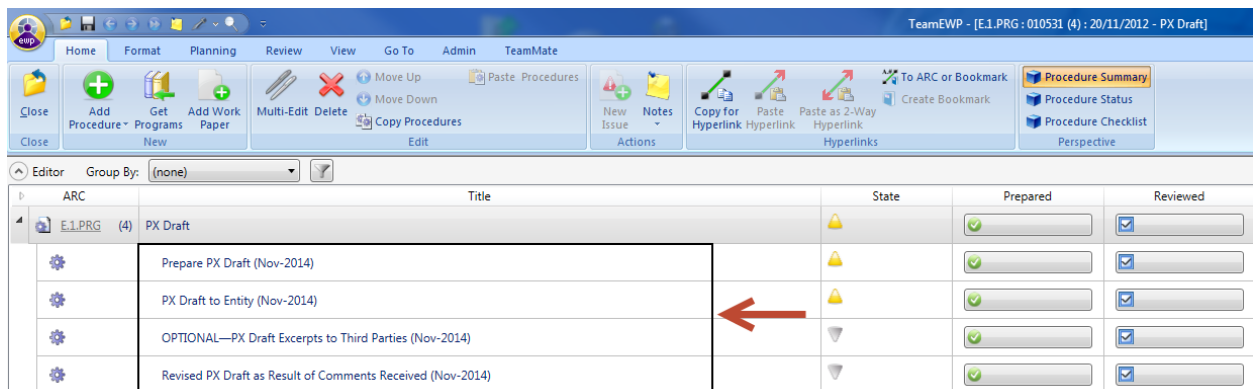 TeamEWP - [E.1.PRG : 010531 (4) : 20/11/2012 - PX Draft]
ewp
Home Format Planning Review View Go To Admin TeamMate
Close
Add Procedure
Get Programs
Add Work Paper
Multi-Edit
Delete
Move Up
Move Down
Copy Procedures
Paste Procedures
New Issue
Notes
Copy for Hyperlink
Paste Hyperlink
Paste as 2-Way Hyperlink
To ARC or Bookmark
Create Bookmark
Procedure Summary
Procedure Status
Procedure Checklist
Close New Edit Actions Hyperlinks Perspective
Editor Group By: (none)
ARC Title State Prepared Reviewed
E.1.PRG (4) PX Draft
Prepare PX Draft (Nov-2014)
PX Draft to Entity (Nov-2014)
OPTIONAL—PX Draft Excerpts to Third Parties (Nov-2014)
Revised PX Draft as Result of Comments Received (Nov-2014)